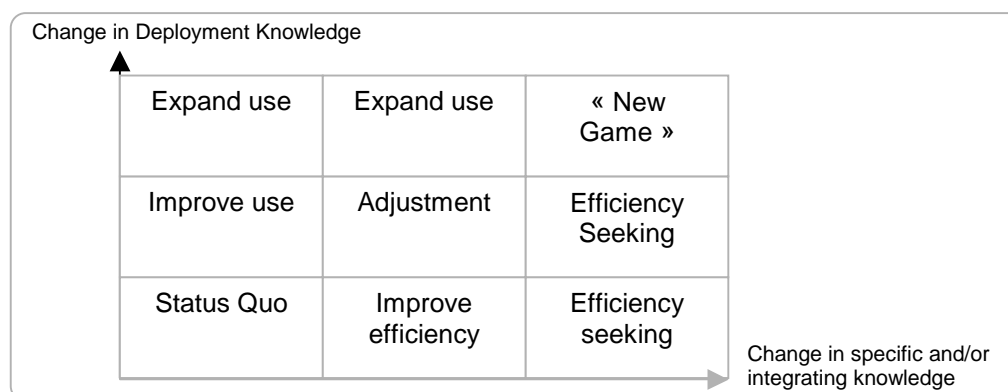 Change in Deployment Knowledge
Expand use
Expand use
« New
Game »
Improve use
Adjustment
Efficiency
Seeking
Status Quo
Improve
efficiency
Efficiency
seeking
Change in specific and/or
integrating knowledge